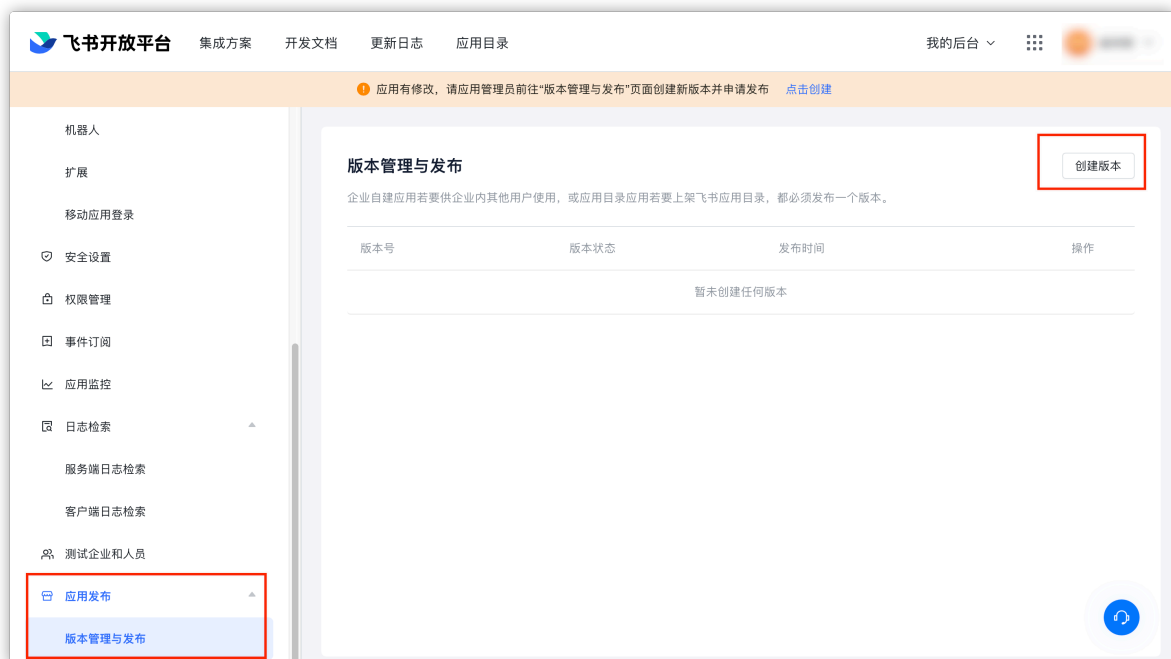 飞书开放平台 集成方案 开发文档 更新日志 应用目录 我的后台
应用有修改，请应用管理员前往“版本管理与发布”页面创建新版本并申请发布 点击创建
机器人
扩展
移动应用登录
安全设置
权限管理
事件订阅
应用监控
日志检索
服务端日志检索
客户端日志检索
测试企业和人员
应用发布
版本管理与发布
版本管理与发布
创建版本
企业自建应用若要供企业内其他用户使用，或应用目录应用若要上架飞书应用目录，都必须发布一个版本。
版本号 版本状态 发布时间 操作
暂未创建任何版本